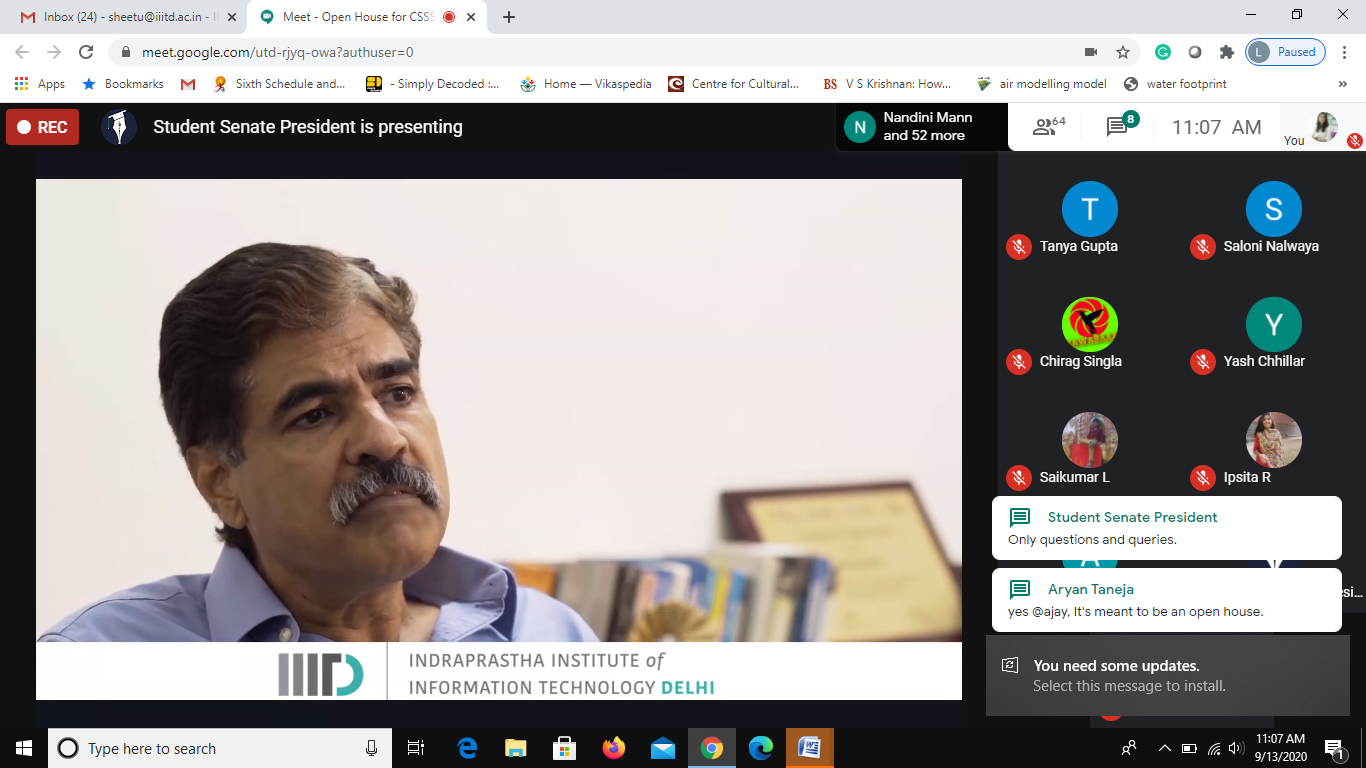 Inbox (24) - sheetu@iiitd.ac.in - I
Meet - Open House for CSSS
meet.google.com/utd-rjyq-owa?authuser=0
L
Paused
Apps
Bookmarks
Sixth Schedule and...
- Simply Decoded :...
Home — Vikaspedia
Centre for Cultural...
BS
V S Krishnan: How...
air modelling model
water footprint
»
REC
Student Senate President is presenting
N
Nandini Mann
and 52 more
64
8
11:07 AM
You
T
Tanya Gupta
S
Saloni Nalwaya
Chirag Singla
Y
Yash Chhillar
Saikumar L
Ipsita R
Student Senate President
Only questions and queries.
Aryan Taneja
yes @ajay, It's meant to be an open house.
esi...
You need some updates.
Select this message to install.
IIITD
INDRAPRASTHA INSTITUTE of
INFORMATION TECHNOLOGY DELHI
Type here to search
11:07 AM
9/13/2020
1